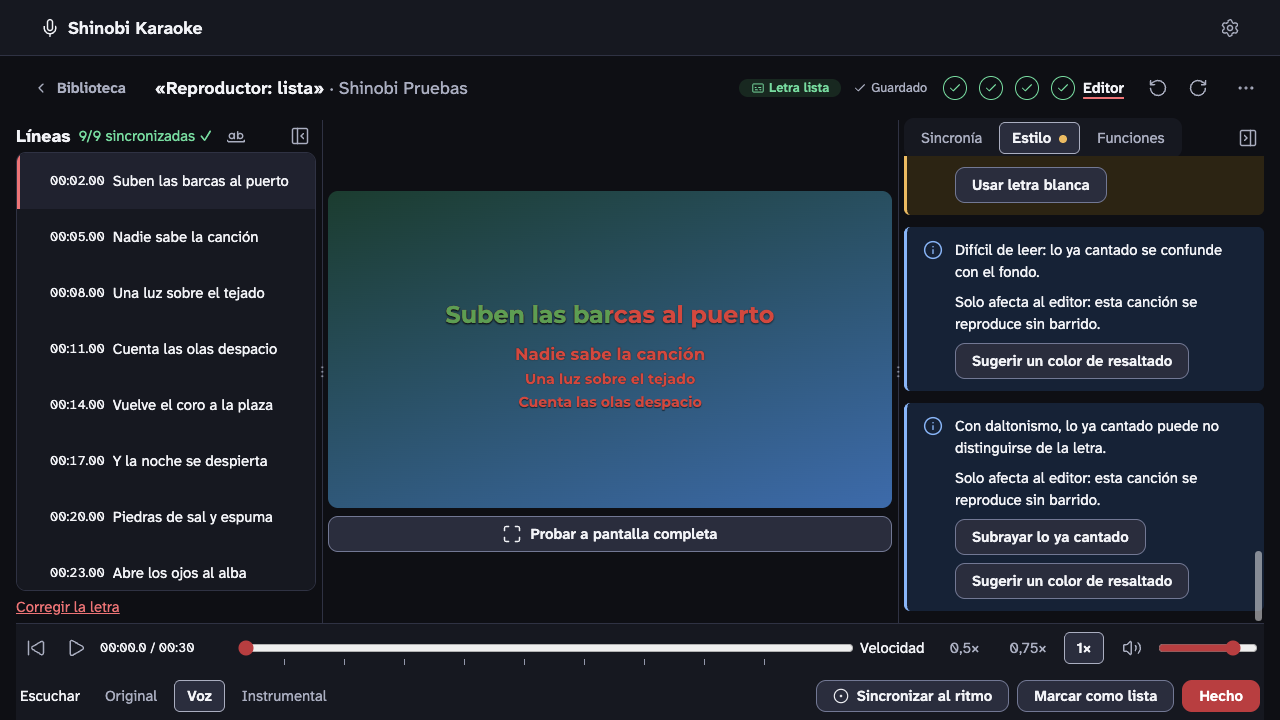 Shinobi Karaoke
Biblioteca
«Reproductor: lista» · Shinobi Pruebas
Letra lista
Guardado
Editor
Líneas
9/9 sincronizadas
ab
00:02.00 Suben las barcas al puerto
00:05.00 Nadie sabe la canción
00:08.00 Una luz sobre el tejado
00:11.00 Cuenta las olas despacio
00:14.00 Vuelve el coro a la plaza
00:17.00 Y la noche se despierta
00:20.00 Piedras de sal y espuma
00:23.00 Abre los ojos al alba
Corregir la letra
Suben las barcas al puerto
Nadie sabe la canción
Una luz sobre el tejado
Cuenta las olas despacio
Probar a pantalla completa
Sincronía
Estilo
Funciones
Usar letra blanca
Difícil de leer: lo ya cantado se confunde
con el fondo.
Solo afecta al editor: esta canción se
reproduce sin barrido.
Sugerir un color de resaltado
Con daltonismo, lo ya cantado puede no
distinguirse de la letra.
Solo afecta al editor: esta canción se
reproduce sin barrido.
Subrayar lo ya cantado
Sugerir un color de resaltado
00:00.0 / 00:30
Velocidad
0,5×
0,75×
1×
Escuchar
Original
Voz
Instrumental
Sincronizar al ritmo
Marcar como lista
Hecho